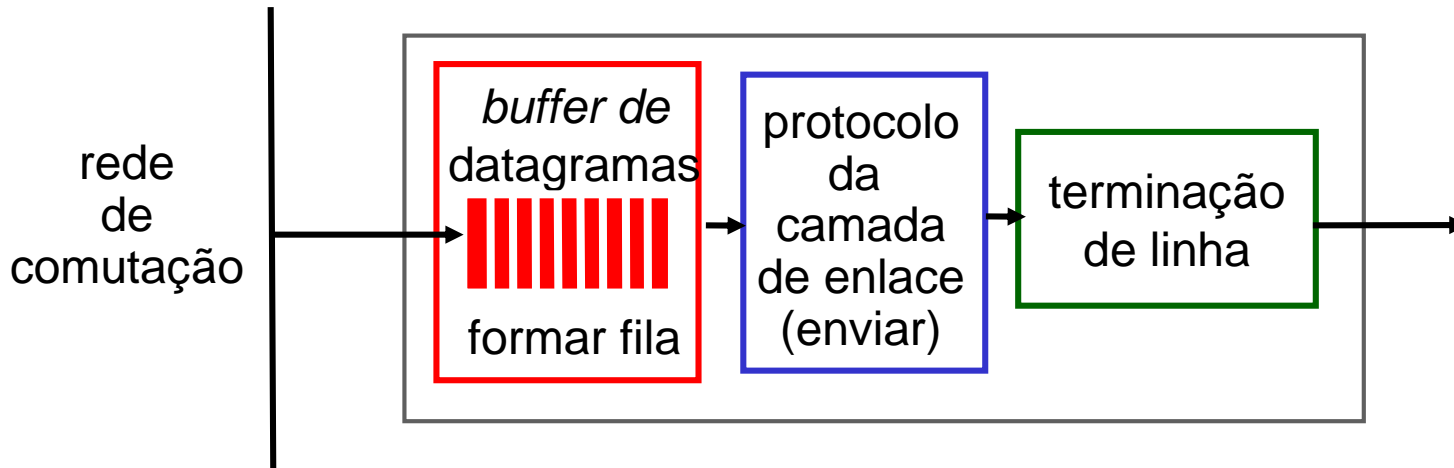 rede
de
comutação
buffer de
datagramas
formar fila
protocolo
da
camada
de enlace
(enviar)
terminação
de linha